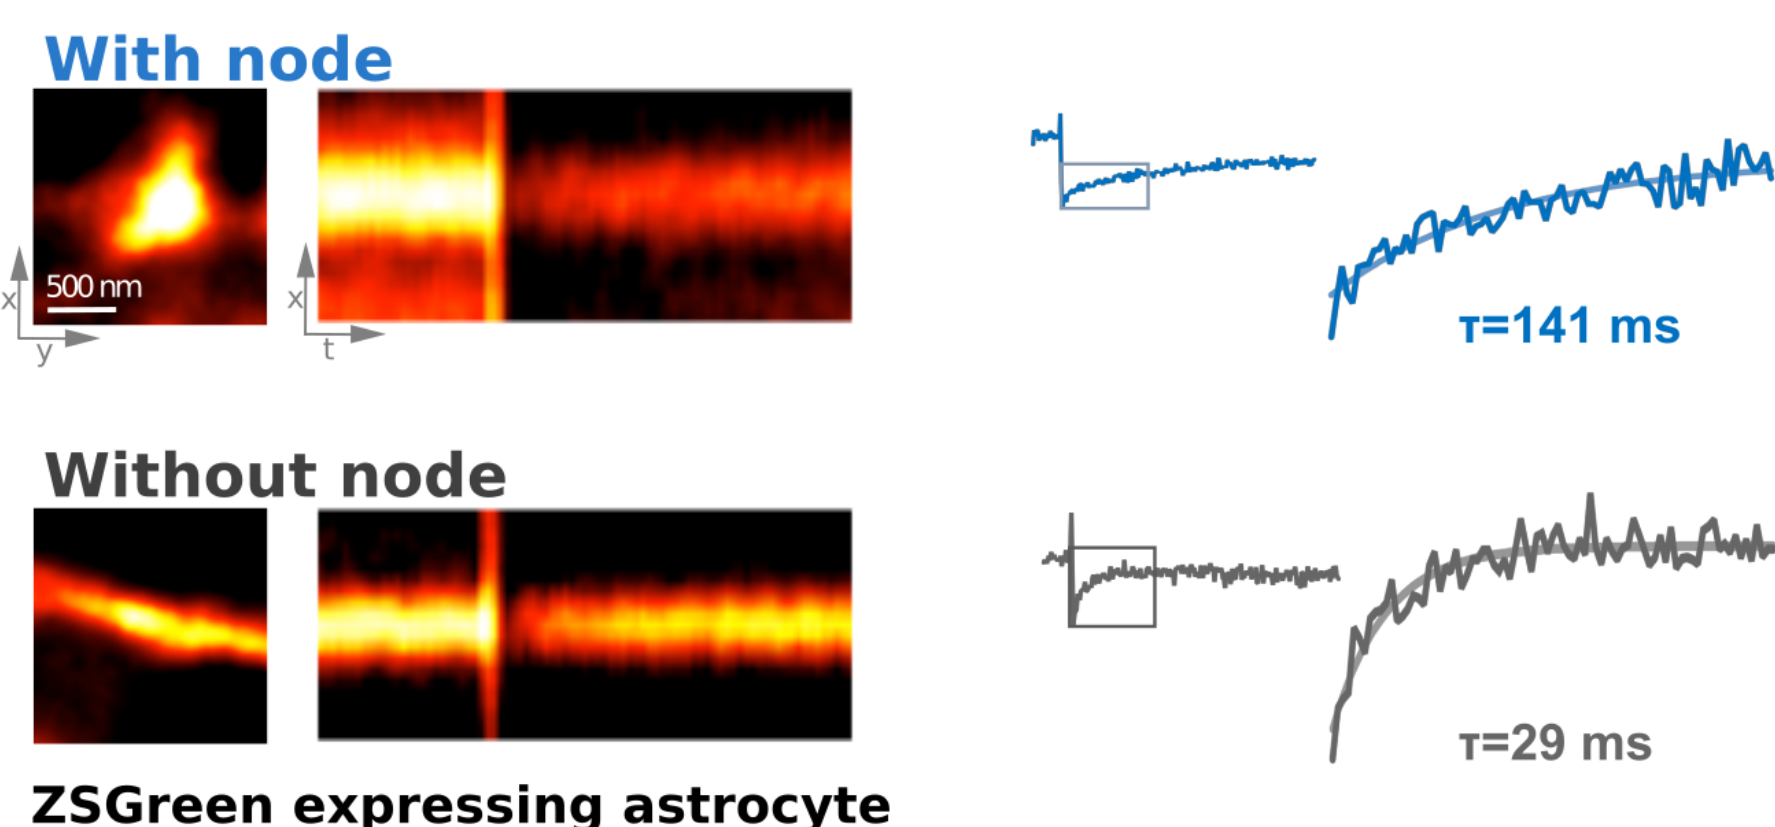 With node
500 nm
x
y
x
t
τ=141 ms
Without node
τ=29 ms
ZSGreen expressing astrocyte